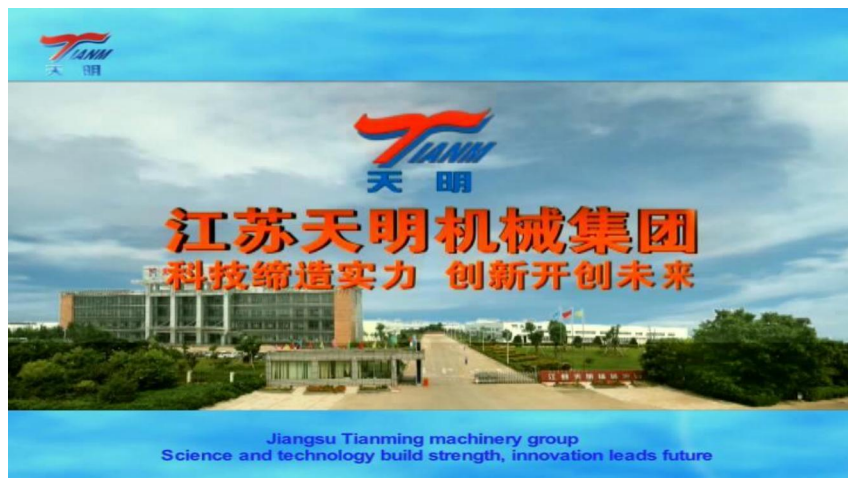 TIANM
天明
TIANM
天明
江苏天明机械集团
科技缔造实力 创新开创未来
Jiangsu Tianming machinery group
Science and technology build strength, innovation leads future